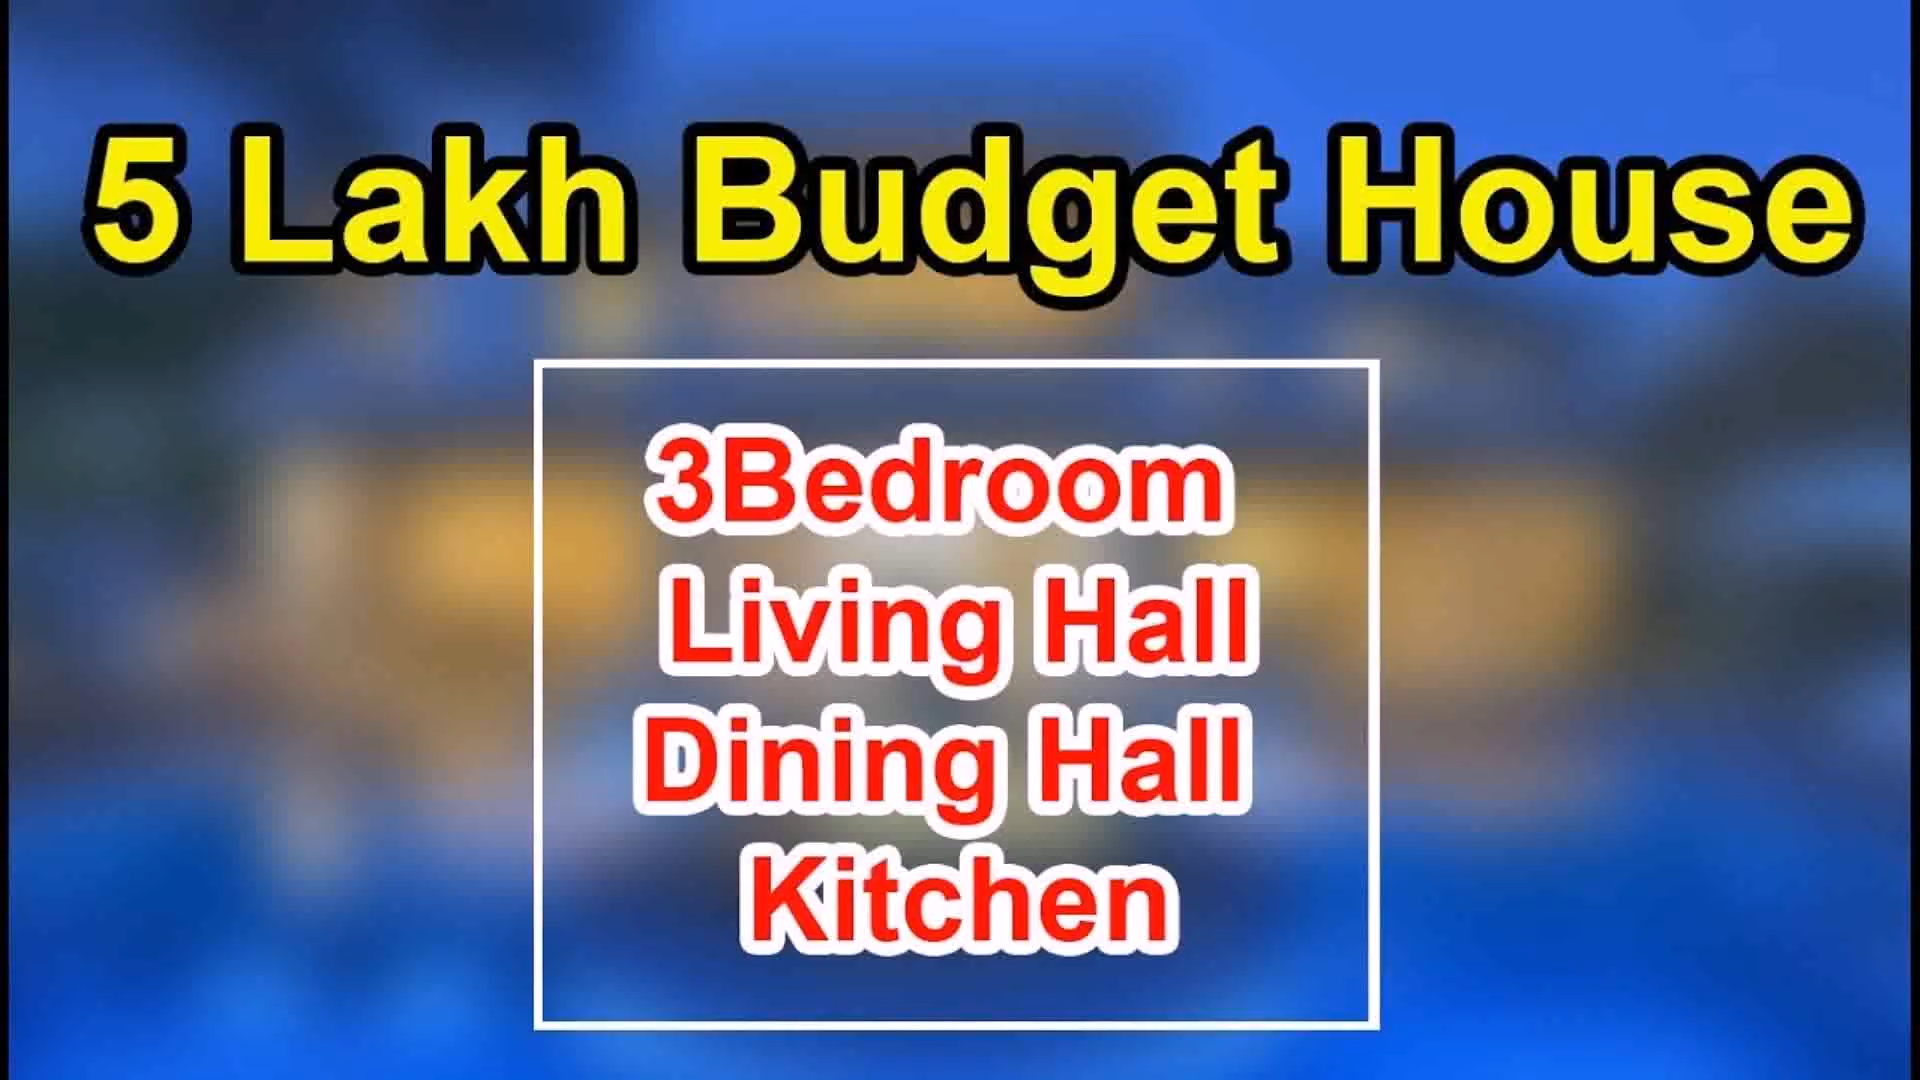 5 Lakh Budget House
3Bedroom
Living Hall
Dining Hall
Kitchen